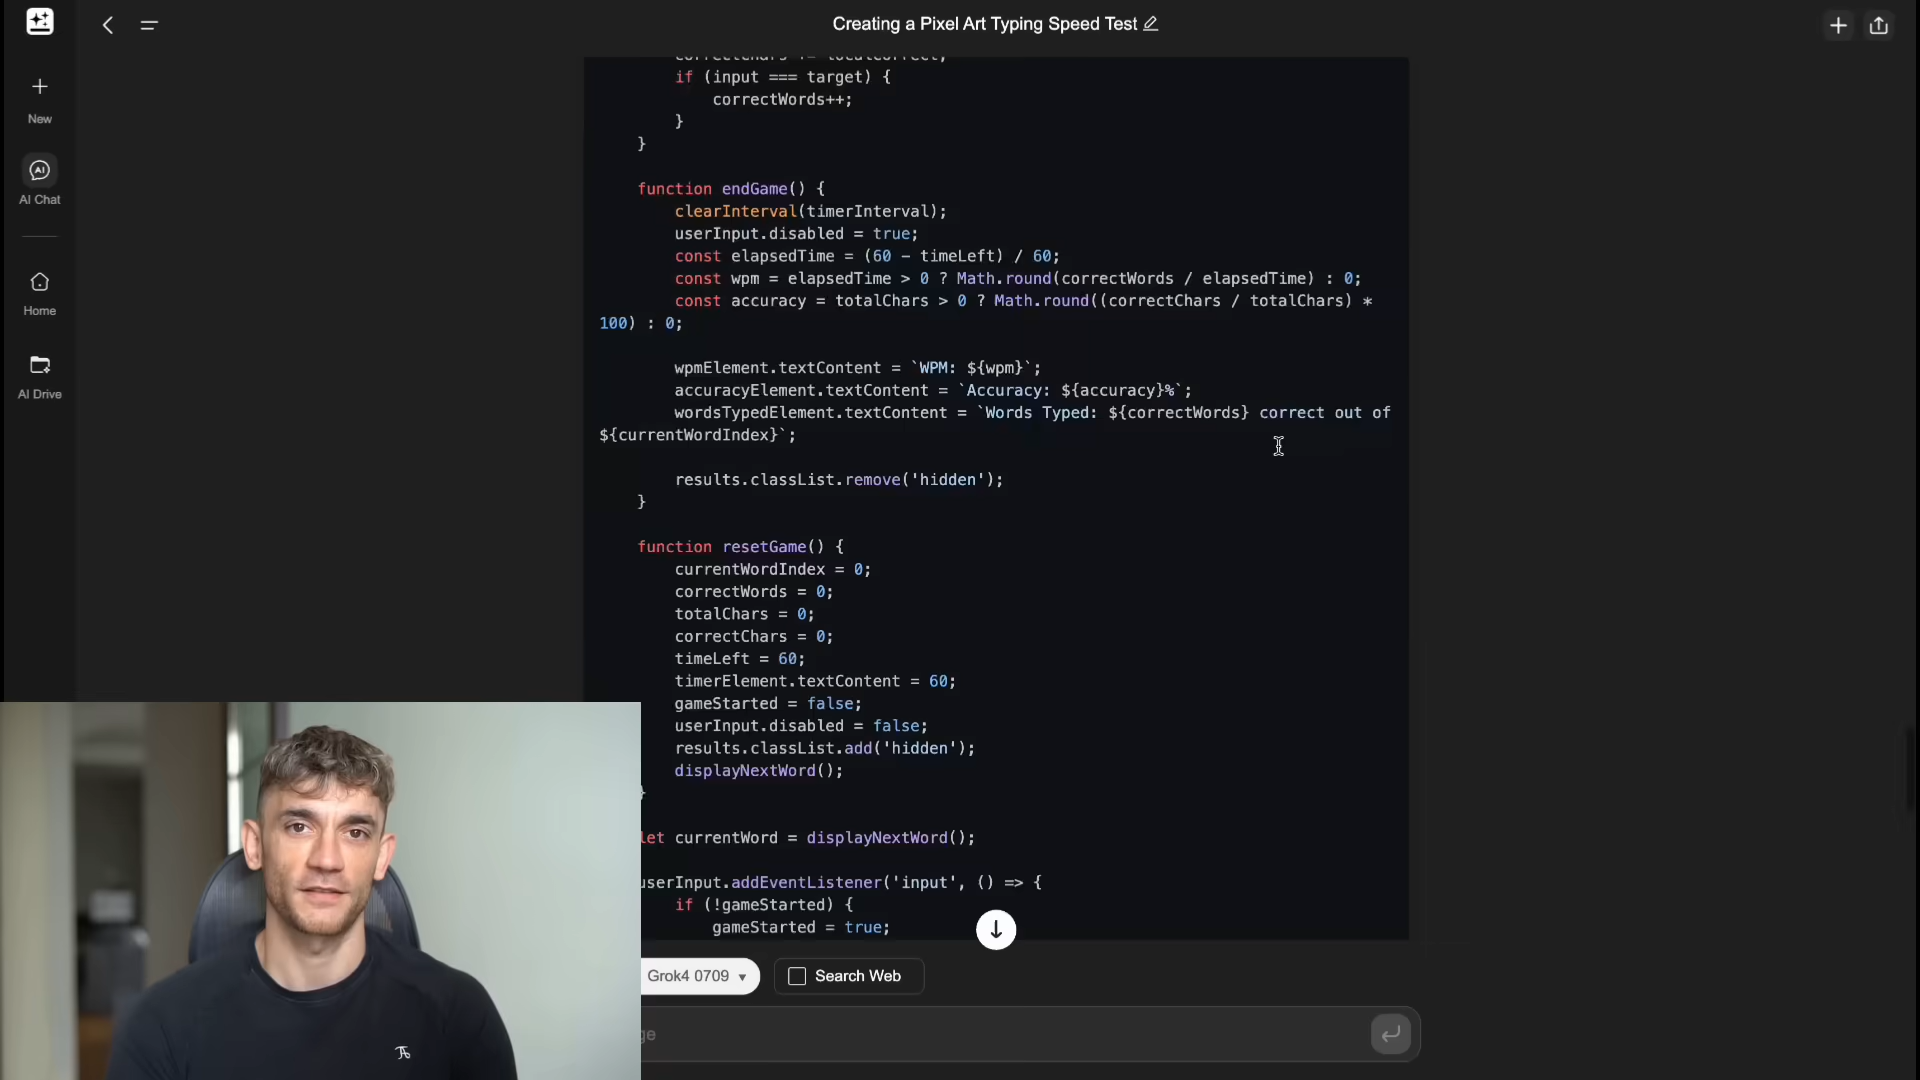 Creating a Pixel Art Typing Speed Test
New
AI Chat
Home
AI Drive
if (input === target) {
correctWords++;
}
}
function endGame() {
clearInterval(timerInterval);
userInput.disabled = true;
const elapsedTime = (60 - timeLeft) / 60;
const wpm = elapsedTime > 0 ? Math.round(correctWords / elapsedTime) : 0;
const accuracy = totalChars > 0 ? Math.round((correctChars / totalChars) *
100) : 0;
wpmElement.textContent = `WPM: ${wpm}`;
accuracyElement.textContent = `Accuracy: ${accuracy}%`;
wordsTypedElement.textContent = `Words Typed: ${correctWords} correct out of
${currentWordIndex}`;
results.classList.remove('hidden');
}
function resetGame() {
currentWordIndex = 0;
correctWords = 0;
totalChars = 0;
correctChars = 0;
timeLeft = 60;
timerElement.textContent = 60;
gameStarted = false;
userInput.disabled = false;
results.classList.add('hidden');
displayNextWord();
}
let currentWord = displayNextWord();
userInput.addEventListener('input', () => {
if (!gameStarted) {
gameStarted = true;
Grok4 0709
Search Web
ge